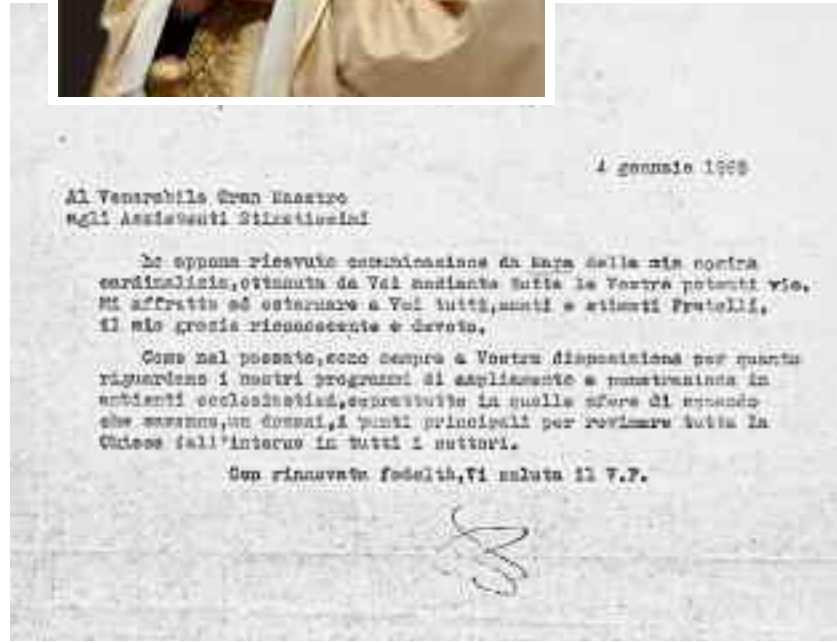 4 gennaio
Al Venerabile Gran Maestro
agli Assistenti
Ho appena ricevuto comunicazione da della mia nomina
cardinalizia, ottenuta da Voi mediante tutte le Vostre potenti vie.
Mi affretto ad esternare a Voi tutti, e stimati Fratelli,
il mio grazie riconoscente e devoto.
Come nel passato, sono sempre a Vostra disposizione per quanto
riguardano i nostri programmi di ampliamento e penetrazione in
ambienti ecclesiastici, soprattutto in quelle sfere di comando
che saranno, un domani, i punti principali per rovinare tutta la
Chiesa dall'interno in tutti i settori.
Con rinnovata fedeltà, Vi saluta il V.P.